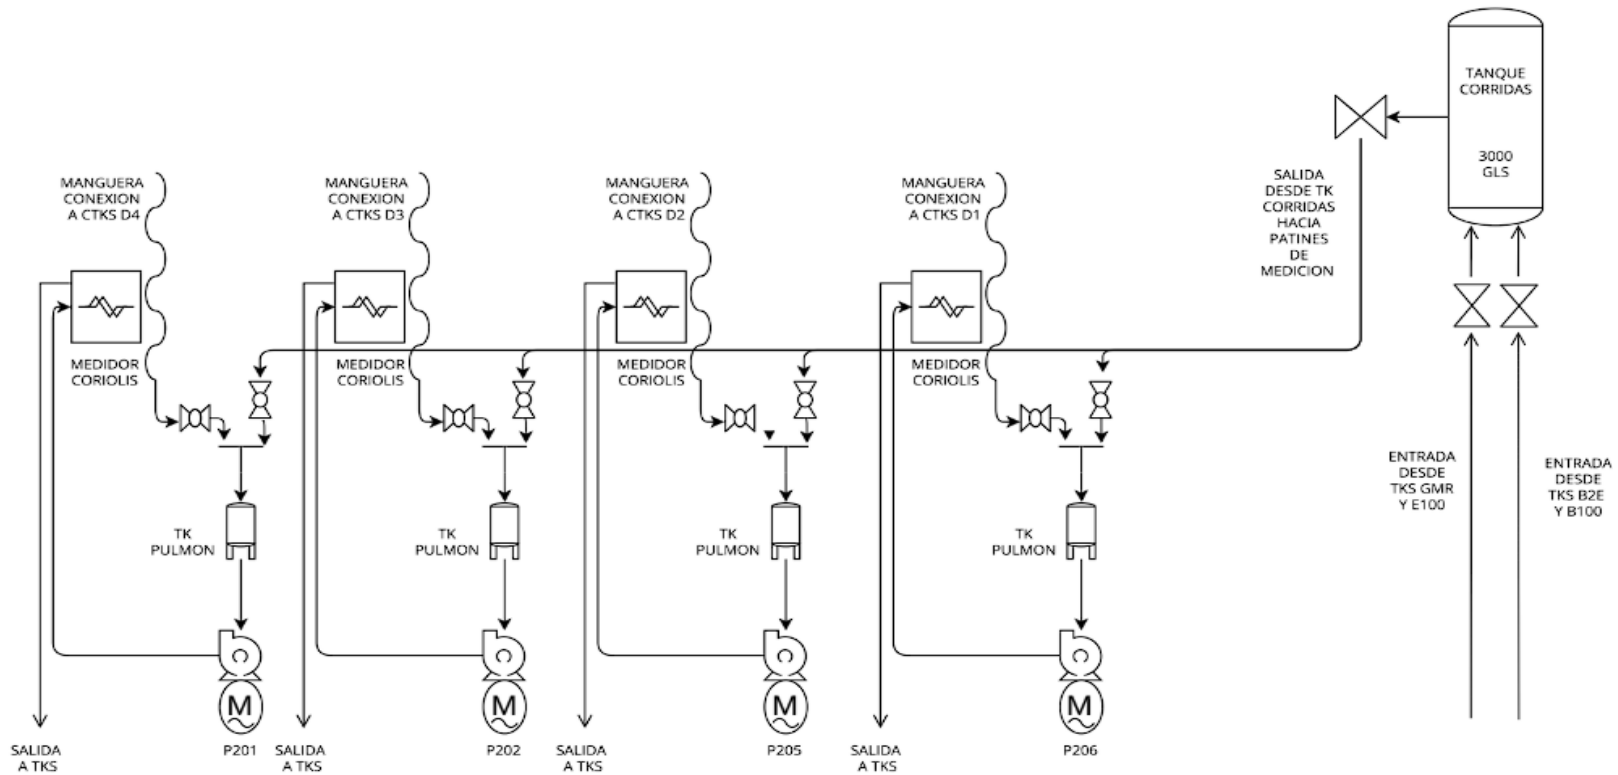 TANQUE
CORRIDAS
3000
GLS
SALIDA
DESDE TK
CORRIDAS
HACIA
PATINES
DE
MEDICION
MANGUERA
CONEXION
A CTKS D4
MANGUERA
CONEXION
A CTKS D3
MANGUERA
CONEXION
A CTKS D2
MANGUERA
CONEXION
A CTKS D1
MEDIDOR
CORIOLIS
MEDIDOR
CORIOLIS
MEDIDOR
CORIOLIS
MEDIDOR
CORIOLIS
ENTRADA
DESDE
TKS GMR
Y E100
ENTRADA
DESDE
TKS B2E
Y B100
TK
PULMON
TK
PULMON
TK
PULMON
TK
PULMON
M
M
M
M
SALIDA
A TKS
P201
SALIDA
A TKS
P202
SALIDA
A TKS
P205
SALIDA
A TKS
P206